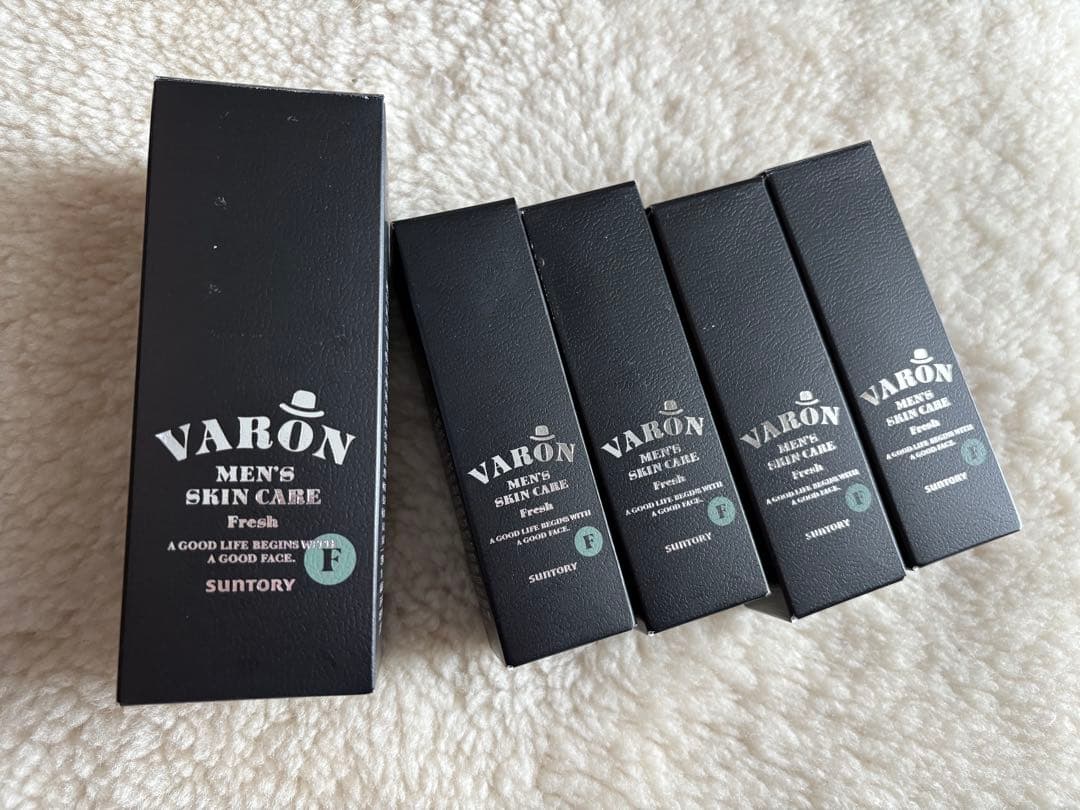 VARON
MEN'S
SKIN CARE
Fresh
A GOOD LIFE BEGINS WITH
A GOOD FACE.
F
SUNTORY
VARON
MEN'S
SKIN CARE
Fresh
A GOOD LIFE BEGINS WITH
A GOOD FACE.
F
SUNTORY
VARON
MEN'S
SKIN CARE
Fresh
A GOOD LIFE BEGINS WITH
A GOOD FACE.
F
SUNTORY
VARON
MEN'S
SKIN CARE
Fresh
A GOOD LIFE BEGINS WITH
A GOOD FACE.
F
SUNTORY
VARON
MEN'S
SKIN CARE
Fresh
A GOOD LIFE BEGINS WITH
A GOOD FACE.
F
SUNTORY